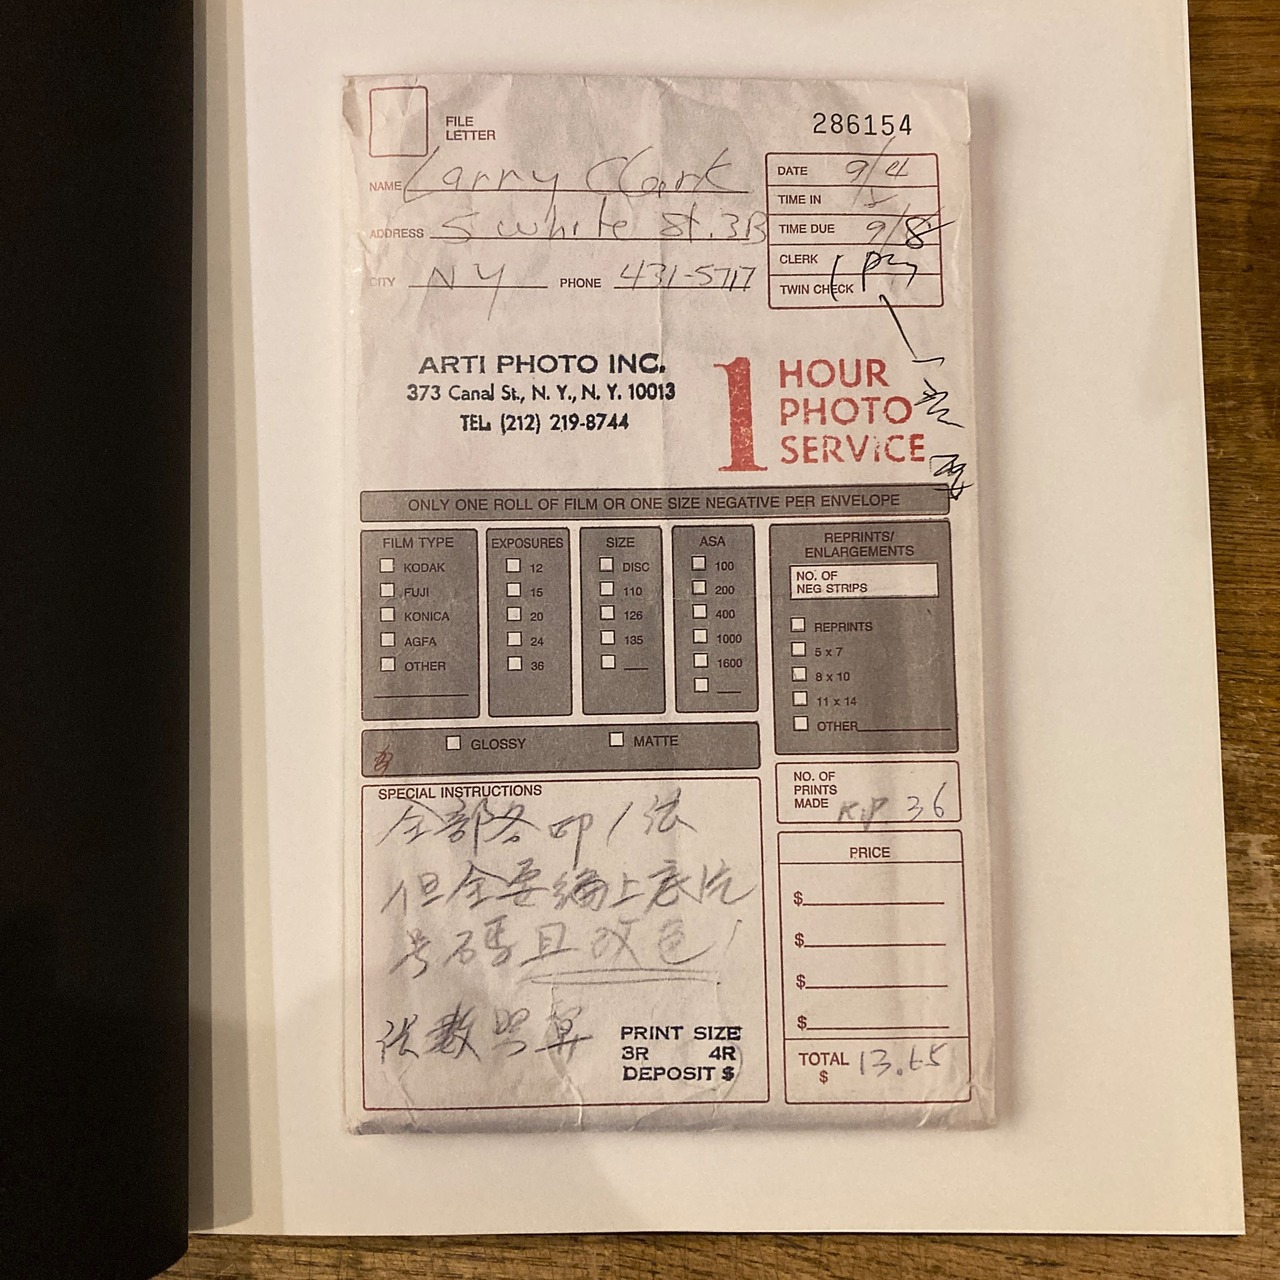 FILE
LETTER
286154
NAME Larry Clark
ADDRESS 5 White St. 3B
CITY NY PHONE 431-5717
DATE 9/4
TIME IN
TIME DUE 9/8
CLERK
TWIN CHECK
ARTI PHOTO INC.
373 Canal St., N. Y., N. Y. 10013
TEL. (212) 219-8744
1 HOUR
PHOTO
SERVICE
ONLY ONE ROLL OF FILM OR ONE SIZE NEGATIVE PER ENVELOPE
FILM TYPE
KODAK
FUJI
KONICA
AGFA
OTHER
EXPOSURES
12
15
20
24
36
SIZE
DISC
110
126
135
ASA
100
200
400
1000
1600
REPRINTS/
ENLARGEMENTS
NO. OF
NEG STRIPS
REPRINTS
5 x 7
8 x 10
11 x 14
OTHER
GLOSSY MATTE
SPECIAL INSTRUCTIONS
全部各印1张
但全要编上底片
号码且改色!
张数照算
PRINT SIZE
3R 4R
DEPOSIT $
NO. OF
PRINTS
MADE
36
PRICE
$
$
$
$
TOTAL
$